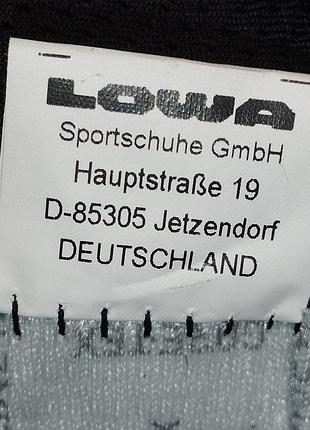 LOWA
Sportschuhe GmbH
Hauptstraße 19
D-85305 Jetzendorf
DEUTSCHLAND